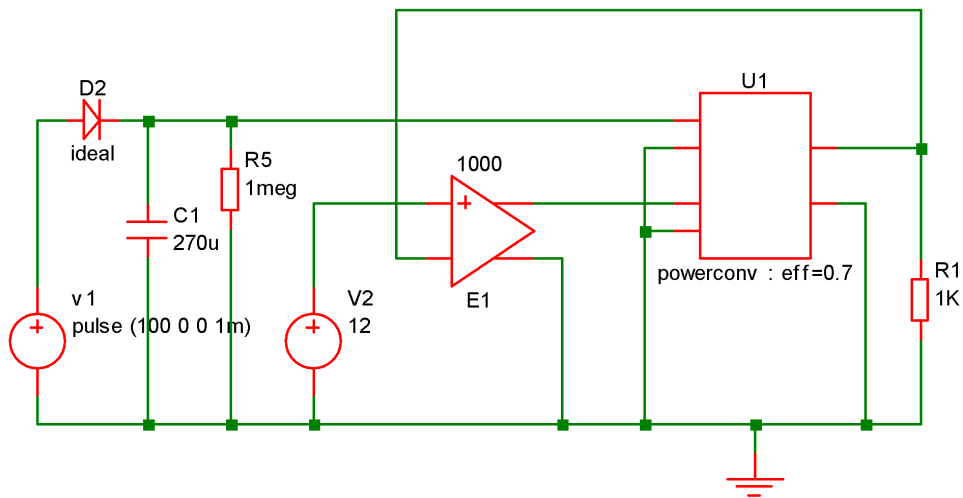 D2
U1
ideal
R5
1meg
1000
C1
270u
powerconv : eff=0.7
R1
1K
v1
pulse (100 0 0 1m)
V2
12
E1